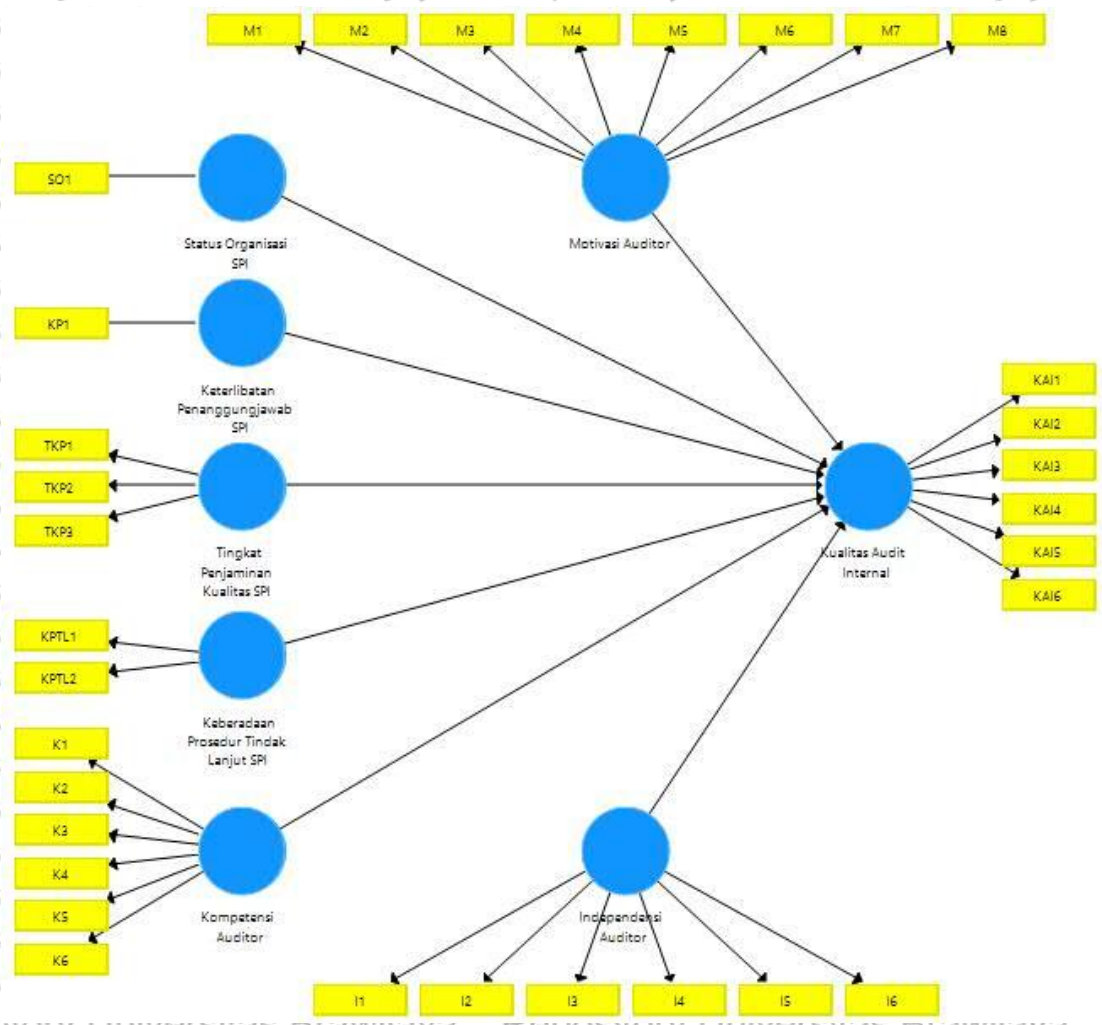 M1
M2
M3
M4
M5
M6
M7
M8
SO1
Status Organisasi
SPI
Motivasi Auditor
KP1
Keterlibatan
Penanggungjawab
SPI
TKP1
TKP2
TKP3
Tingkat
Penjaminan
Kualitas SPI
KAI1
KAI2
KAI3
KAI4
KAI5
KAI6
Kualitas Audit
Internal
KPTL1
KPTL2
Keberadaan
Prosedur Tindak
Lanjut SPI
K1
K2
K3
K4
K5
K6
Kompetensi
Auditor
Independensi
Auditor
I1
I2
I3
I4
I5
I6